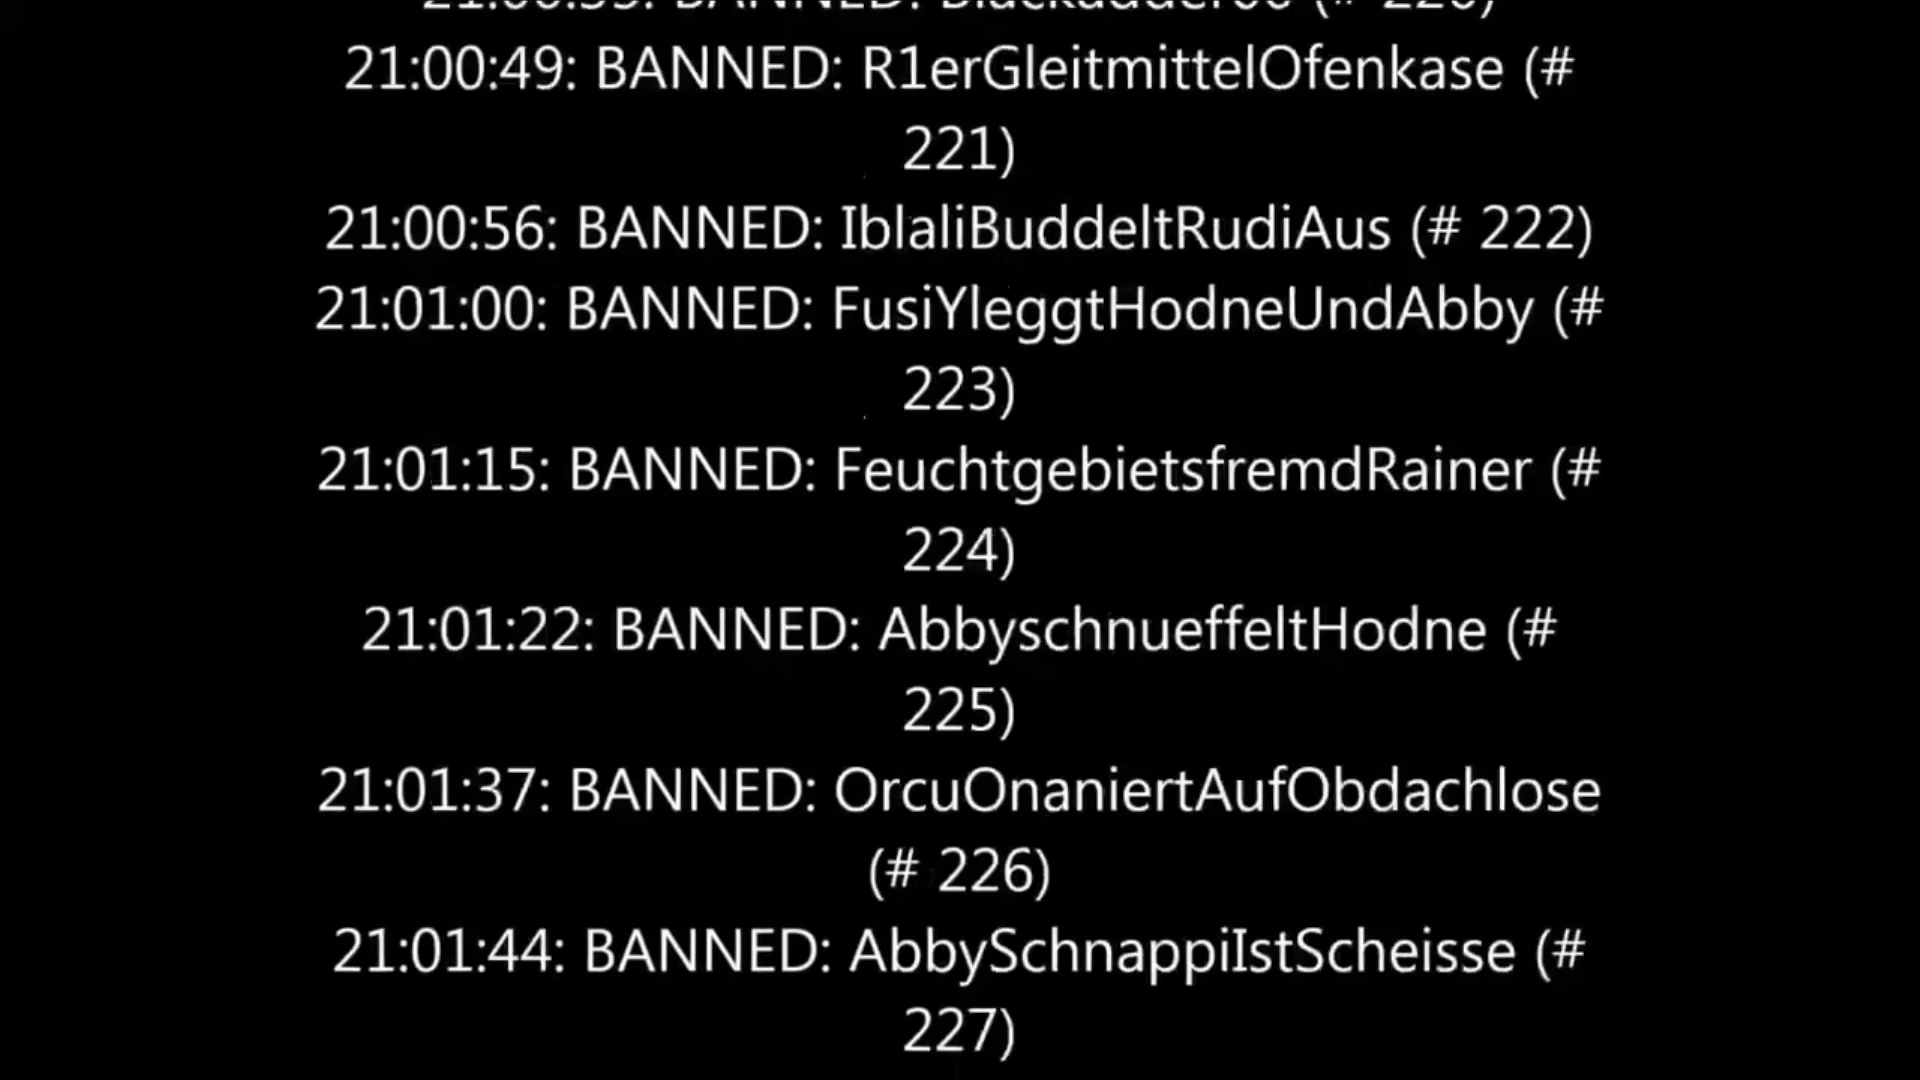 21:00:49: BANNED: R1erGleitmittelOfenkase (#
221)
21:00:56: BANNED: IblaliBuddeltRudiAus (# 222)
21:01:00: BANNED: FusiYleggtHodneUndAbby (#
223)
21:01:15: BANNED: FeuchtgebietsfremdRainer (#
224)
21:01:22: BANNED: AbbyschnueffeltHodne (#
225)
21:01:37: BANNED: OrcuOnaniertAufObdachlose
(# 226)
21:01:44: BANNED: AbbySchnappiIstScheisse (#
227)